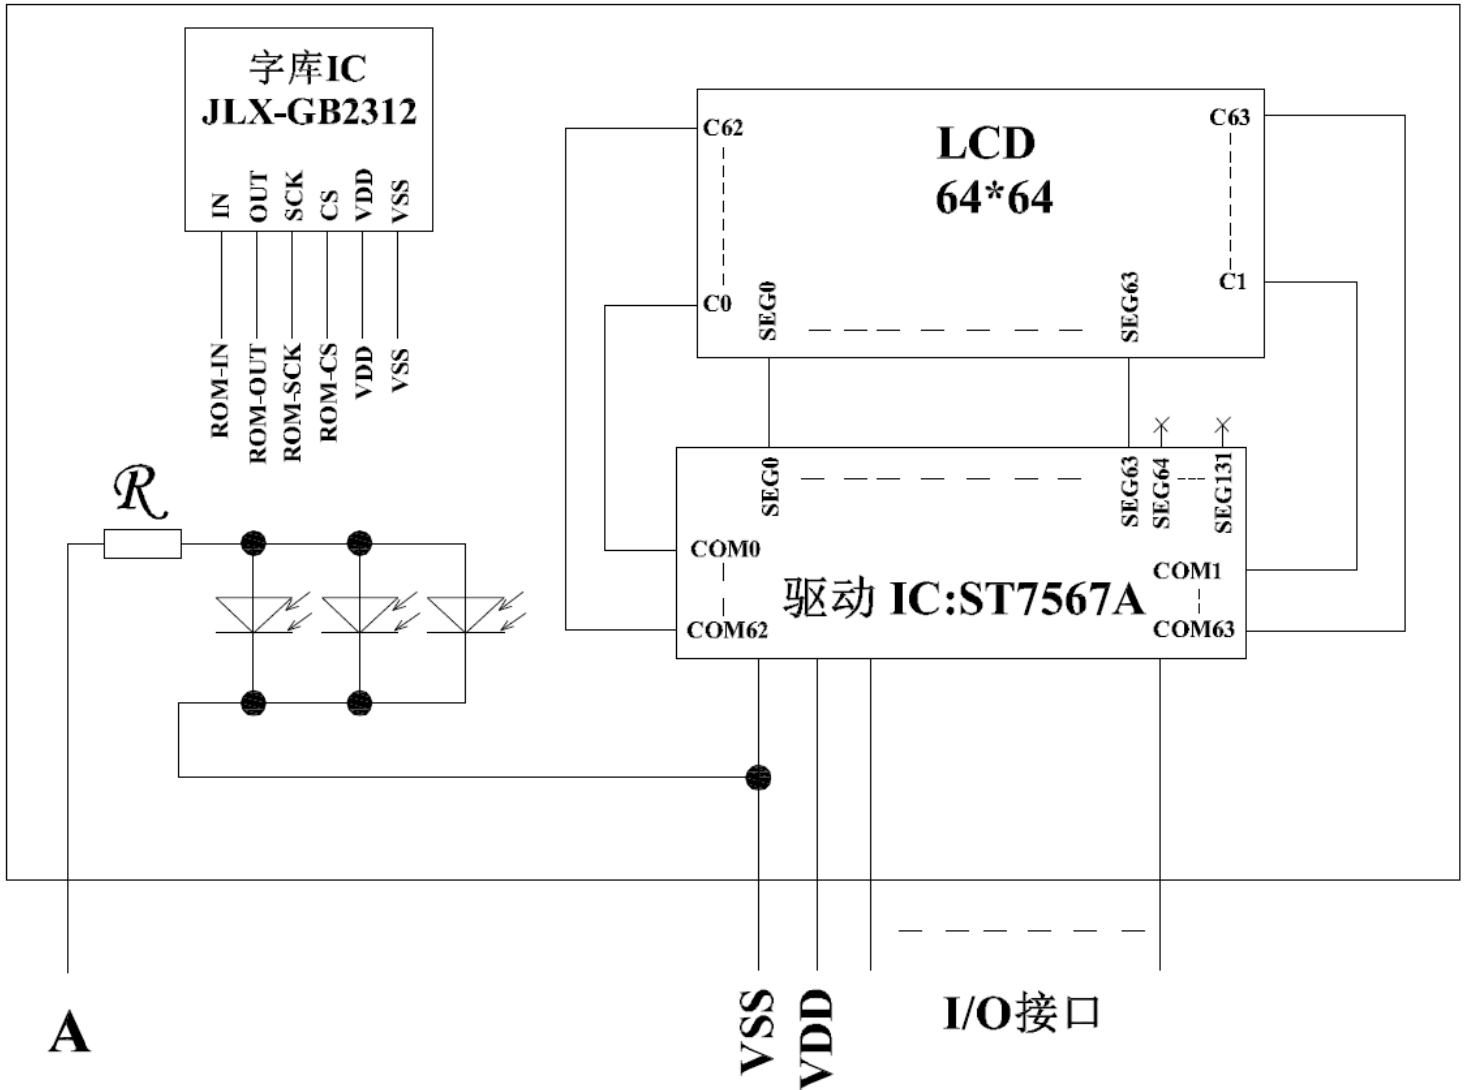 字库IC
JLX-GB2312
IN
OUT
SCK
CS
VDD
VSS
ROM-IN
ROM-OUT
ROM-SCK
ROM-CS
VDD
VSS
C62
LCD
64*64
C63
C0
C1
SEG0
SEG63
SEG0
SEG63
SEG64
SEG131
COM0
COM62
驱动 IC:ST7567A
COM1
COM63
R
A
VSS
VDD
I/O接口